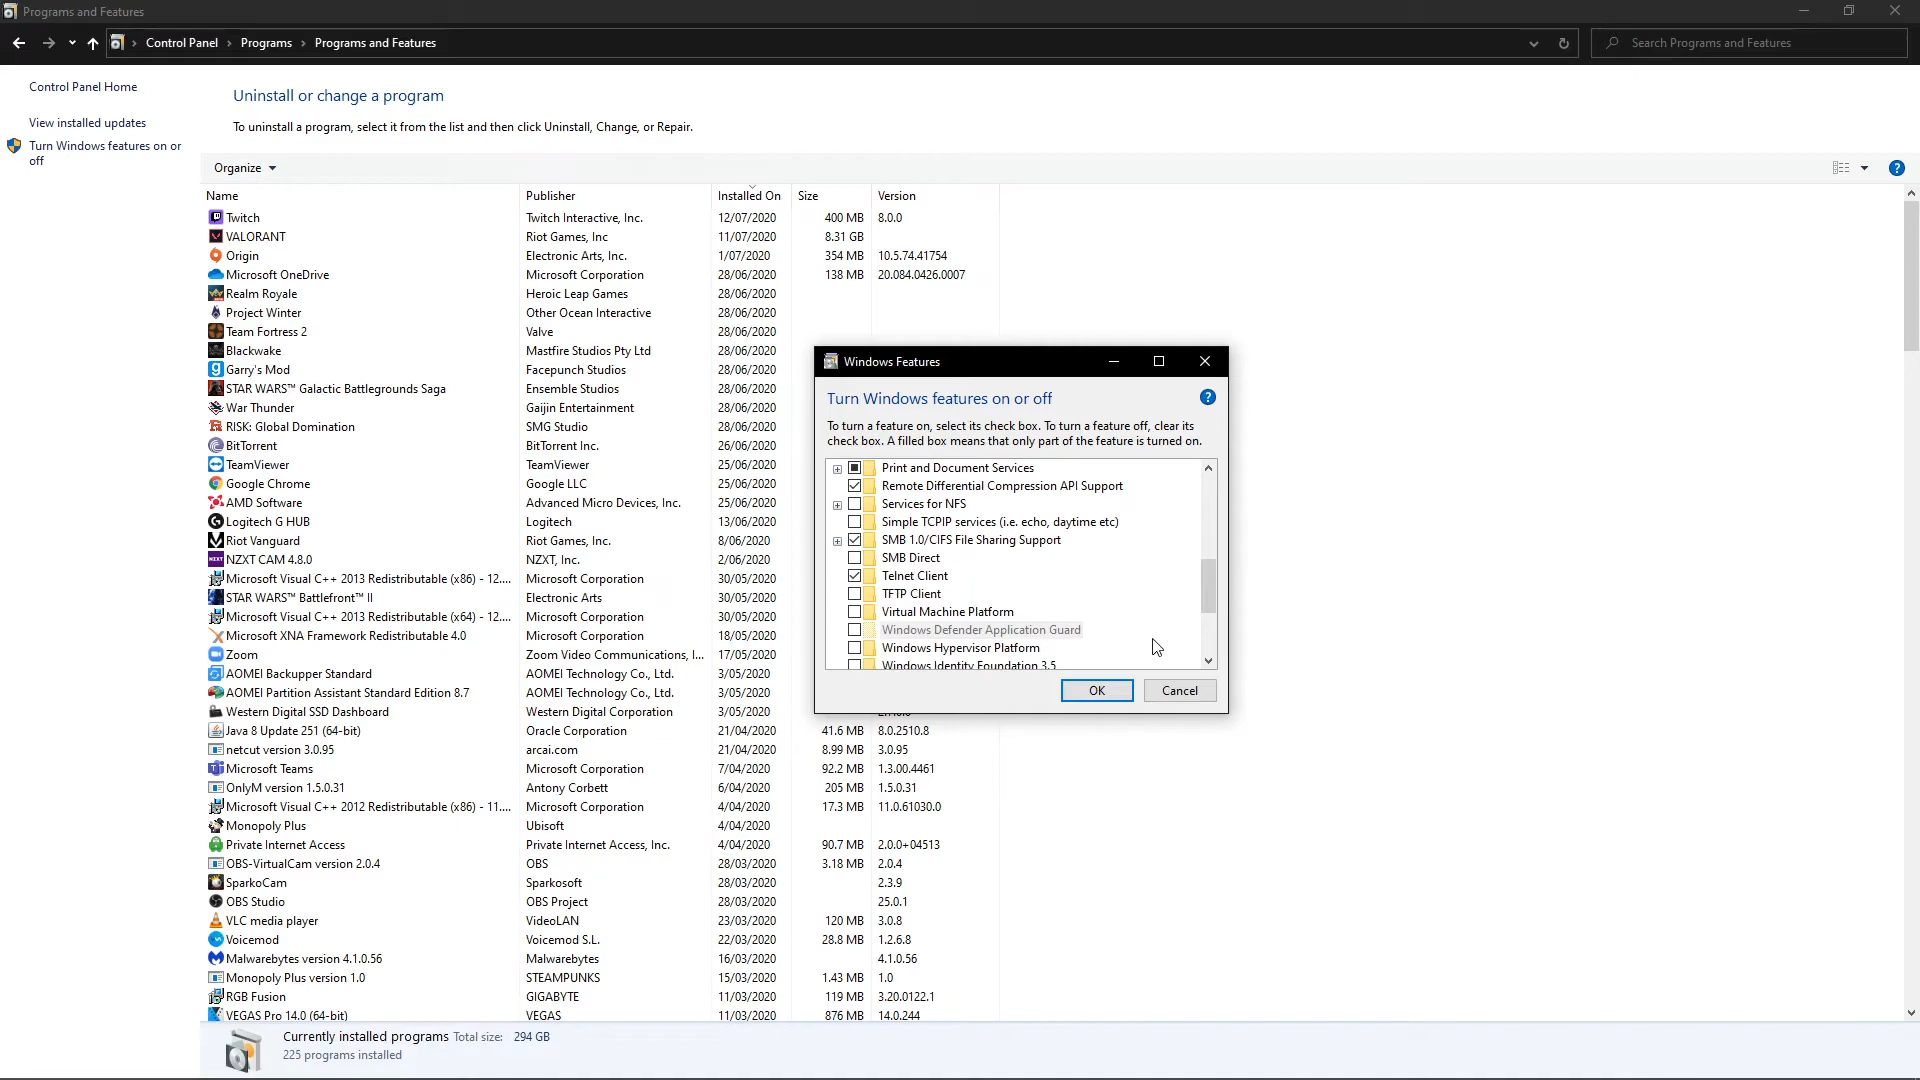 Programs and Features
Control Panel › Programs › Programs and Features
Search Programs and Features
Control Panel Home
View installed updates
Turn Windows features on or
off
Uninstall or change a program
To uninstall a program, select it from the list and then click Uninstall, Change, or Repair.
Organize
Name Publisher Installed On Size Version
Twitch Twitch Interactive, Inc. 12/07/2020 400 MB 8.0.0
VALORANT Riot Games, Inc 11/07/2020 8.31 GB
Origin Electronic Arts, Inc. 1/07/2020 354 MB 10.5.74.41754
Microsoft OneDrive Microsoft Corporation 28/06/2020 138 MB 20.084.0426.0007
Realm Royale Heroic Leap Games 28/06/2020
Project Winter Other Ocean Interactive 28/06/2020
Team Fortress 2 Valve 28/06/2020
Blackwake Mastfire Studios Pty Ltd 28/06/2020
Garry's Mod Facepunch Studios 28/06/2020
STAR WARS™ Galactic Battlegrounds Saga Ensemble Studios 28/06/2020
War Thunder Gaijin Entertainment 28/06/2020
RISK: Global Domination SMG Studio 28/06/2020
BitTorrent BitTorrent Inc. 26/06/2020
TeamViewer TeamViewer 25/06/2020
Google Chrome Google LLC 25/06/2020
AMD Software Advanced Micro Devices, Inc. 25/06/2020
Logitech G HUB Logitech 13/06/2020
Riot Vanguard Riot Games, Inc. 8/06/2020
NZXT CAM 4.8.0 NZXT, Inc. 2/06/2020
Microsoft Visual C++ 2013 Redistributable (x86) - 12.... Microsoft Corporation 30/05/2020
STAR WARS™ Battlefront™ II Electronic Arts 30/05/2020
Microsoft Visual C++ 2013 Redistributable (x64) - 12.... Microsoft Corporation 30/05/2020
Microsoft XNA Framework Redistributable 4.0 Microsoft Corporation 18/05/2020
Zoom Zoom Video Communications, I... 17/05/2020
AOMEI Backupper Standard AOMEI Technology Co., Ltd. 3/05/2020
AOMEI Partition Assistant Standard Edition 8.7 AOMEI Technology Co., Ltd. 3/05/2020
Western Digital SSD Dashboard Western Digital Corporation 3/05/2020
Java 8 Update 251 (64-bit) Oracle Corporation 21/04/2020 41.6 MB 8.0.2510.8
netcut version 3.0.95 arcai.com 21/04/2020 8.99 MB 3.0.95
Microsoft Teams Microsoft Corporation 7/04/2020 92.2 MB 1.3.00.4461
OnlyM version 1.5.0.31 Antony Corbett 6/04/2020 205 MB 1.5.0.31
Microsoft Visual C++ 2012 Redistributable (x86) - 11.... Microsoft Corporation 4/04/2020 17.3 MB 11.0.61030.0
Monopoly Plus Ubisoft 4/04/2020
Private Internet Access Private Internet Access, Inc. 4/04/2020 90.7 MB 2.0.0+04513
OBS-VirtualCam version 2.0.4 OBS 28/03/2020 3.18 MB 2.0.4
SparkoCam Sparkosoft 28/03/2020 2.3.9
OBS Studio OBS Project 28/03/2020 25.0.1
VLC media player VideoLAN 23/03/2020 120 MB 3.0.8
Voicemod Voicemod S.L. 22/03/2020 28.8 MB 1.2.6.8
Malwarebytes version 4.1.0.56 Malwarebytes 16/03/2020 4.1.0.56
Monopoly Plus version 1.0 STEAMPUNKS 15/03/2020 1.43 MB 1.0
RGB Fusion GIGABYTE 11/03/2020 119 MB 3.20.0122.1
VEGAS Pro 14.0 (64-bit) VEGAS 11/03/2020 876 MB 14.0.244
Currently installed programs Total size: 294 GB
225 programs installed
Windows Features
Turn Windows features on or off
To turn a feature on, select its check box. To turn a feature off, clear its
check box. A filled box means that only part of the feature is turned on.
Print and Document Services
Remote Differential Compression API Support
Services for NFS
Simple TCPIP services (i.e. echo, daytime etc)
SMB 1.0/CIFS File Sharing Support
SMB Direct
Telnet Client
TFTP Client
Virtual Machine Platform
Windows Defender Application Guard
Windows Hypervisor Platform
Windows Identity Foundation 3.5
OK Cancel